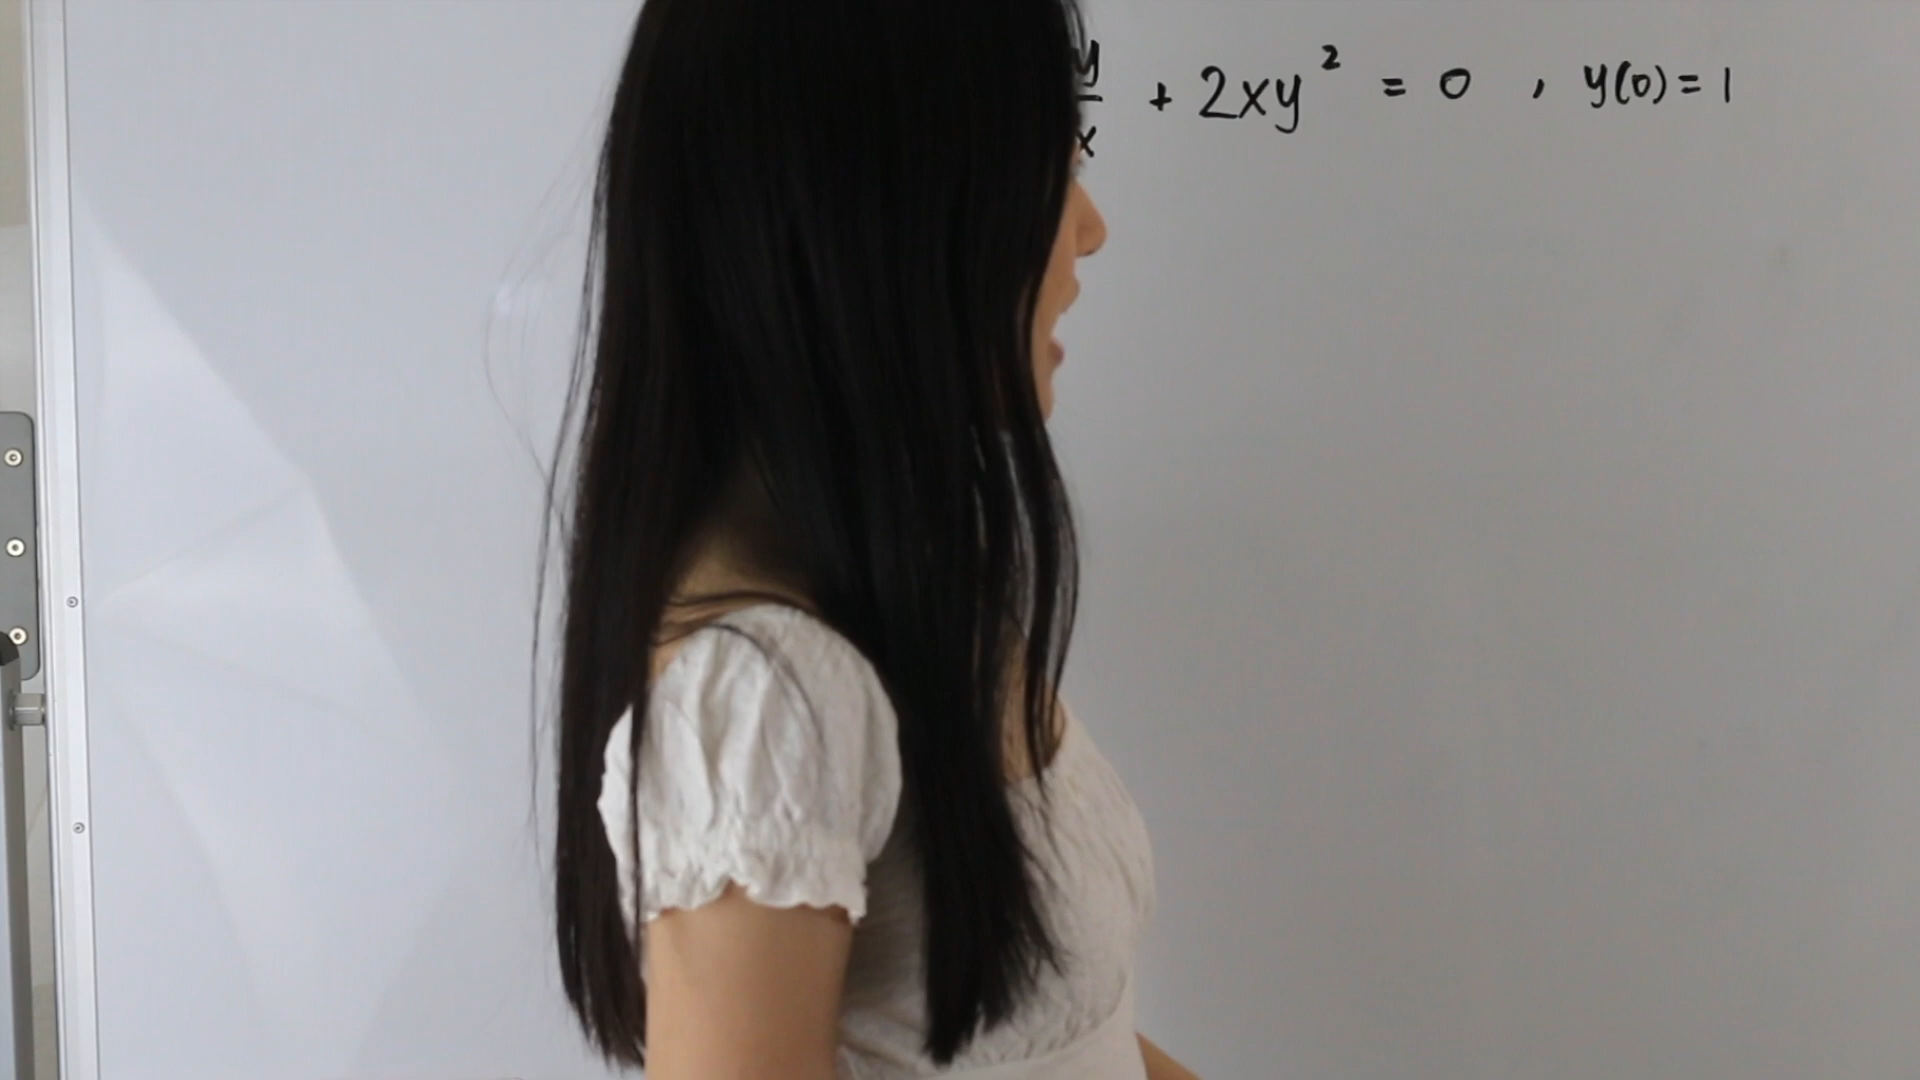 y/x + 2xy² = 0 , y(0) = 1